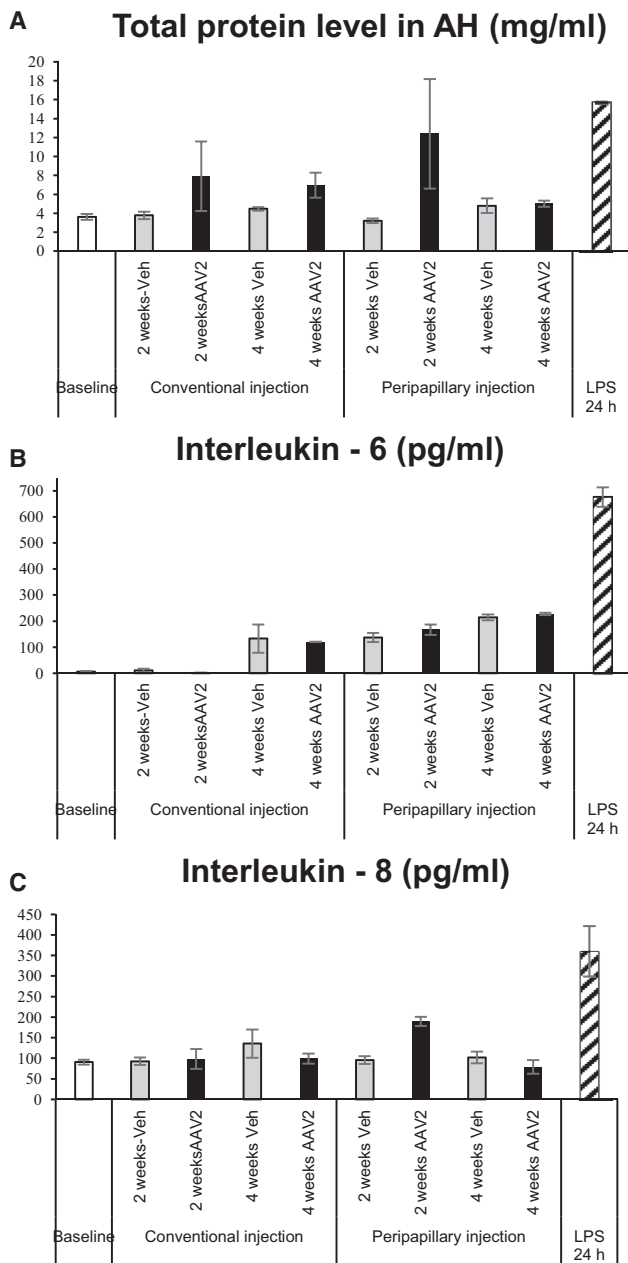 A
Total protein level in AH (mg/ml)
20
18
16
14
12
10
8
6
4
2
0
2 weeks-Veh
2 weeksAAV2
4 weeks Veh
4 weeks AAV2
2 weeks Veh
2 weeks AAV2
4 weeks Veh
4 weeks AAV2
Baseline
Conventional injection
Peripapillary injection
LPS
24 h
B
Interleukin - 6 (pg/ml)
700
600
500
400
300
200
100
0
2 weeks-Veh
2 weeksAAV2
4 weeks Veh
4 weeks AAV2
2 weeks Veh
2 weeks AAV2
4 weeks Veh
4 weeks AAV2
Baseline
Conventional injection
Peripapillary injection
LPS
24 h
C
Interleukin - 8 (pg/ml)
450
400
350
300
250
200
150
100
50
0
2 weeks-Veh
2 weeksAAV2
4 weeks Veh
4 weeks AAV2
2 weeks Veh
2 weeks AAV2
4 weeks Veh
4 weeks AAV2
Baseline
Conventional injection
Peripapillary injection
LPS
24 h